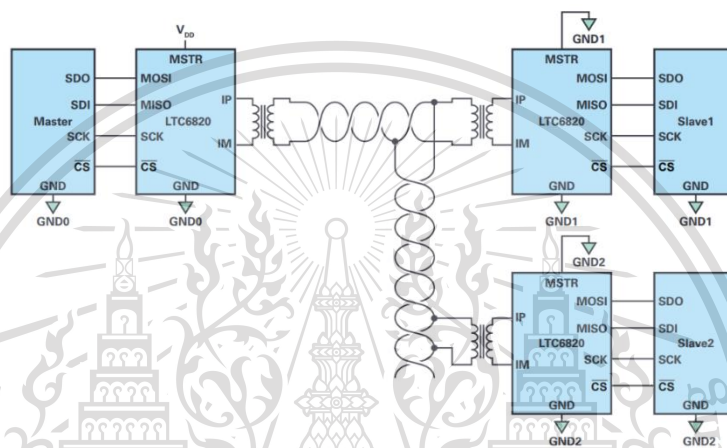 V_DD
MSTR
SDO
MOSI
IP
SDI
MISO
Master
LTC6820
SCK
SCK
IM
CS
CS
GND
GND
GND0
GND0
GND1
MSTR
IP
MOSI
SDO
MISO
SDI
LTC6820
Slave1
IM
SCK
SCK
CS
CS
GND
GND
GND1
GND1
GND2
MSTR
IP
MOSI
SDO
MISO
SDI
LTC6820
Slave2
SCK
SCK
IM
CS
CS
GND
GND
GND2
GND2